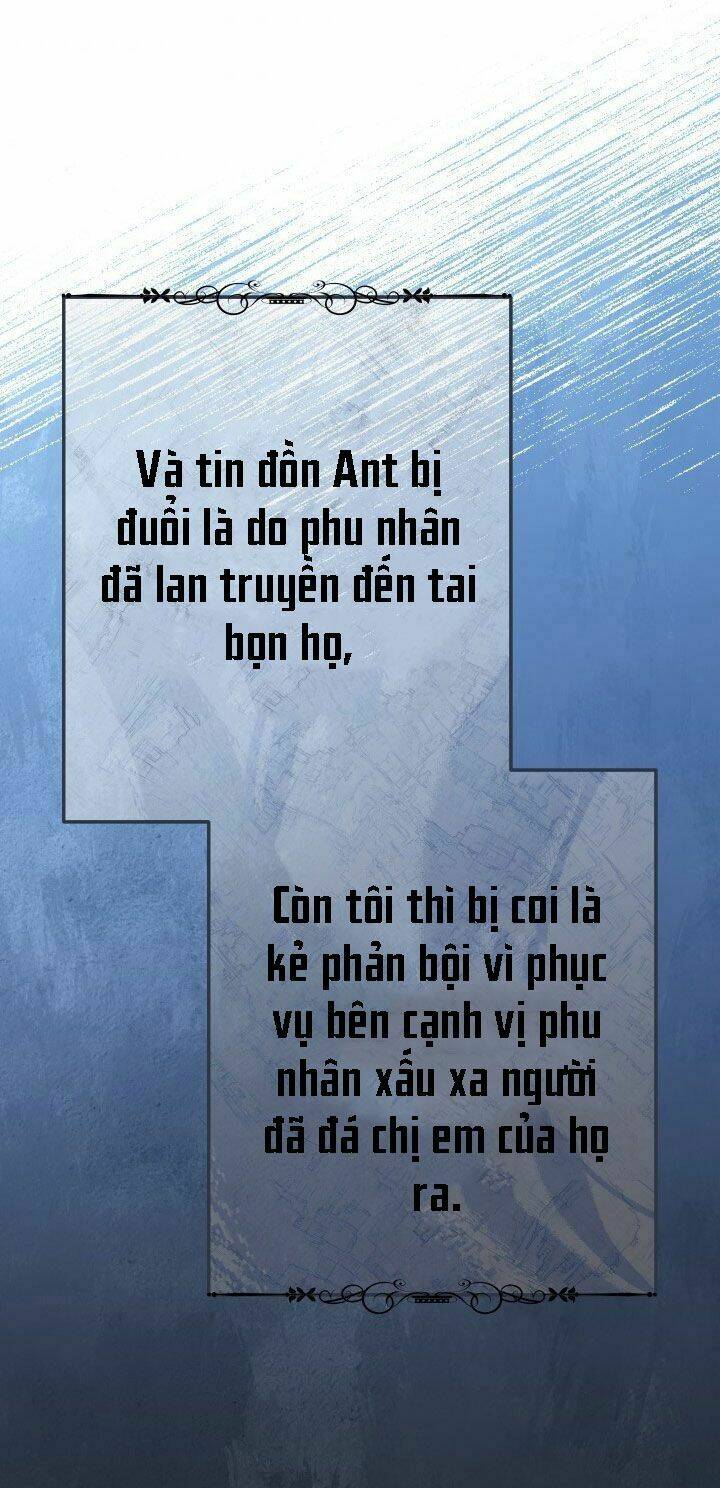 Và tin đồn Ant bị
đuổi là do phu nhân
đã lan truyền đến tai
bọn họ,
Còn tôi thì bị coi là
kẻ phản bội vì phục
vụ bên cạnh vị phu
nhân xấu xa người
đã đá chị em của họ
ra.